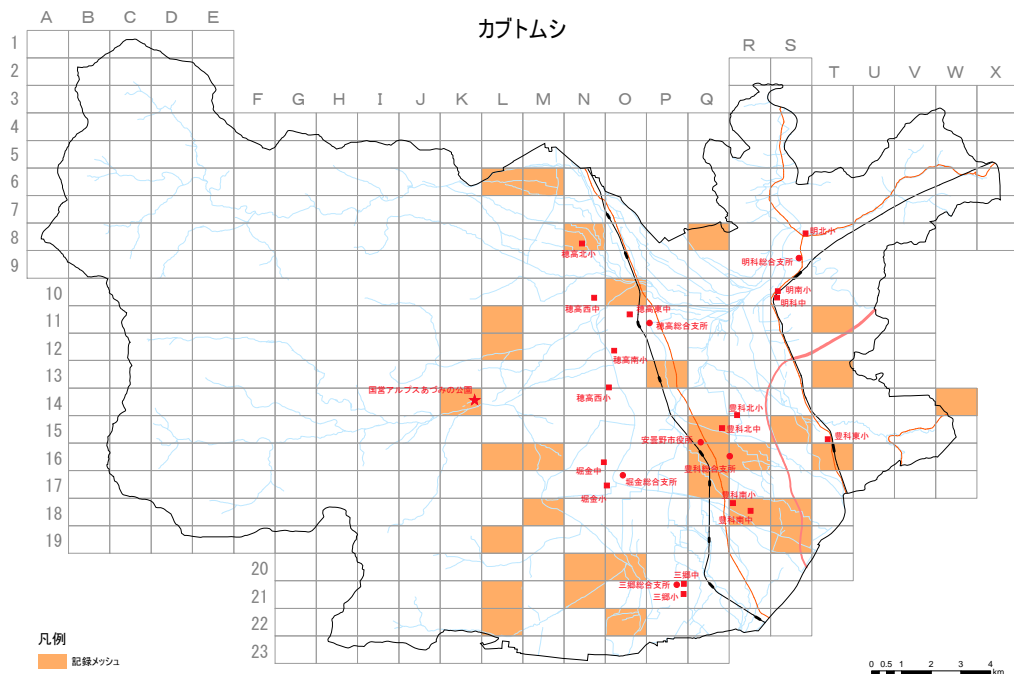 カブトムシ
A B C D E
R S
T U V W X
F G H I J K L M N O P Q
1
2
3
4
5
6
7
8
9
10
11
12
13
14
15
16
17
18
19
20
21
22
23
明北小
穂高北小
明科総合支所
明南小
明科中
穂高西中
穂高東中
穂高総合支所
穂高南小
国営アルプスあづみの公園
穂高西小
豊科北小
豊科北中
安曇野市役所
豊科東小
豊科総合支所
堀金中
堀金総合支所
堀金小
豊科南小
豊科南中
三郷中
三郷総合支所
三郷小
凡例
記録メッシュ
0 0.5 1 2 3 4
km